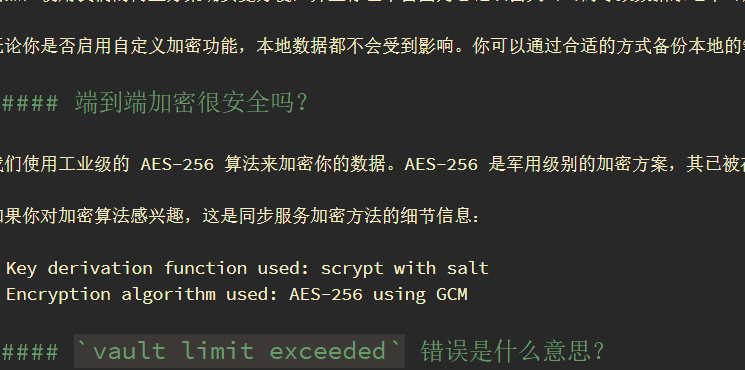 无论你是否启用自定义加密功能，本地数据都不会受到影响。你可以通过合适的方式备份本地的
#### 端到端加密很安全吗？
我们使用工业级的 AES-256 算法来加密你的数据。AES-256 是军用级别的加密方案，其已被
如果你对加密算法感兴趣，这是同步服务加密方法的细节信息：
Key derivation function used: scrypt with salt
Encryption algorithm used: AES-256 using GCM
#### `vault limit exceeded` 错误是什么意思？